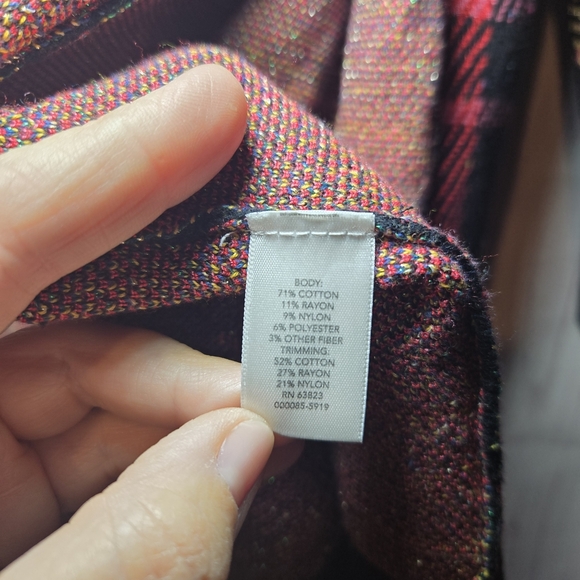 BODY:
71% COTTON
11% RAYON
9% NYLON
6% POLYESTER
3% OTHER FIBER
TRIMMING:
52% COTTON
27% RAYON
21% NYLON
RN 63823
000085-5919